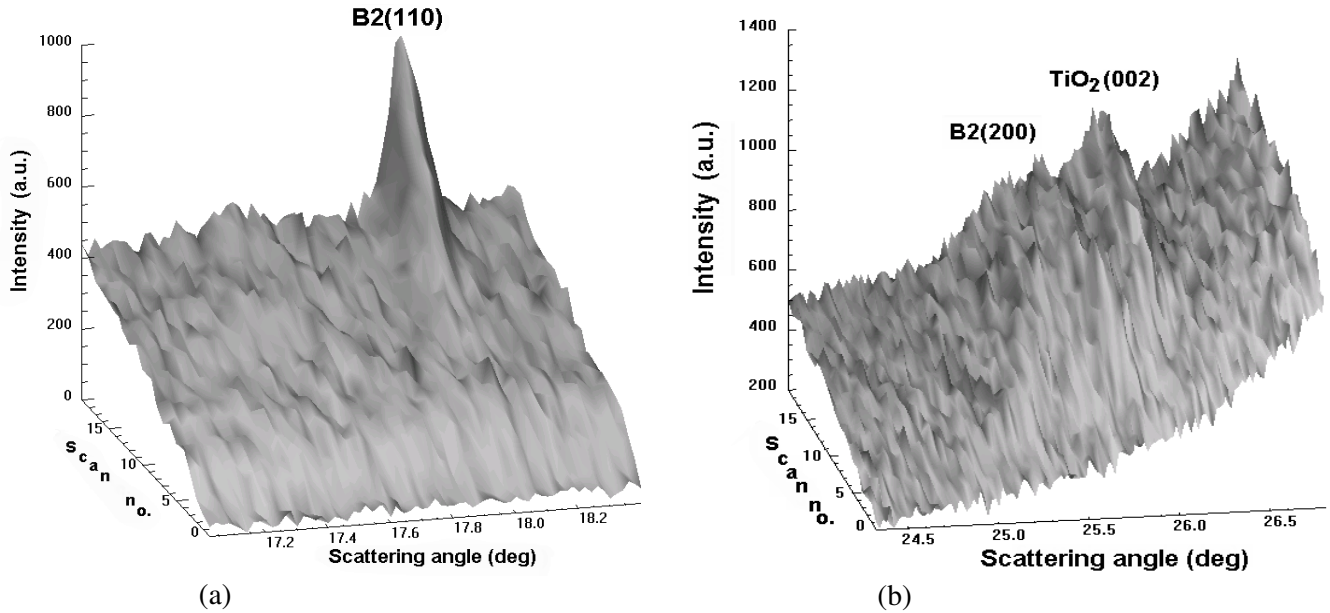 B2(110)
1000
800
600
400
200
0
Intensity (a.u.)
15
10
5
0
Scan no.
17.2
17.4
17.6
17.8
18.0
18.2
Scattering angle (deg)
(a)
1400
1200
1000
800
600
400
200
Intensity (a.u.)
TiO2(002)
B2(200)
15
10
5
0
Scan no.
24.5
25.0
25.5
26.0
26.5
Scattering angle (deg)
(b)